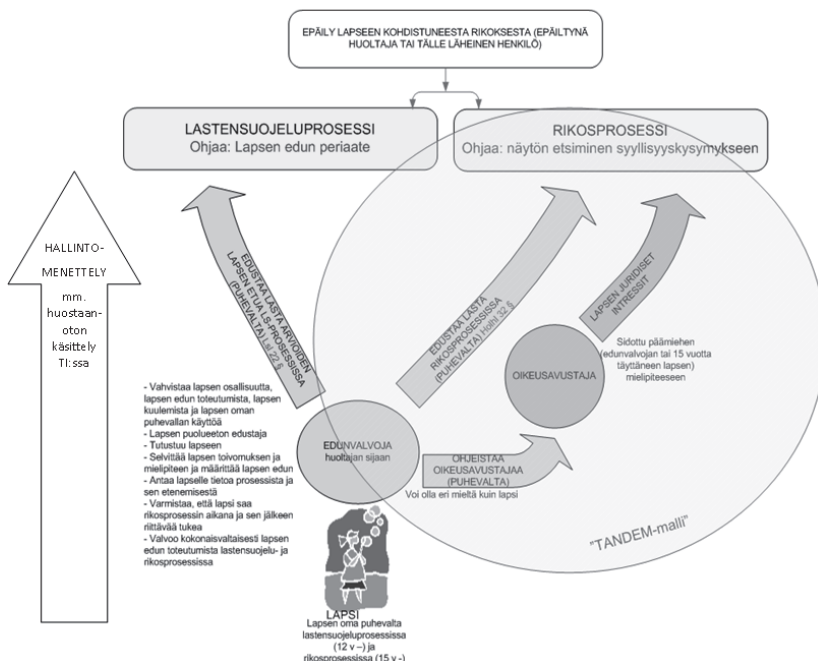 EPÄILY LAPSEEN KOHDISTUNEESTA RIKOKSESTA (EPÄILTYNÄ
HUOLTAJA TAI TÄLLE LÄHEINEN HENKILÖ)
LASTENSUOJELUPROSESSI
Ohjaa: Lapsen edun periaate
RIKOSPROSESSI
Ohjaa: näytön etsiminen syyllisyyskysymykseen
HALLINTO-
MENETTELY
mm.
huostaan-
oton
käsittely
TI:ssa
EDUSTAA LASTA ARVIOIDEN
LAPSEN ETUA LS-PROSESSISSA
(PUHEVALTA) Lsl 22 §
EDUSTAA LASTA
RIKOSPROSESSISSA
(PUHEVALTA) Holhl 32 §
LAPSEN JURIDISET
INTRESSIT
OIKEUSAVUSTAJA
Sidottu päämiehen
(edunvalvojan tai 15 vuotta
täyttäneen lapsen)
mielipiteeseen
- Vahvistaa lapsen osallisuutta,
lapsen edun toteutumista, lapsen
kuulemista ja lapsen oman
puhevallan käyttöä
- Lapsen puolueeton edustaja
- Tutustuu lapseen
- Selvittää lapsen toivomuksen ja
mielipiteen ja määrittää lapsen edun
- Antaa lapselle tietoa prosessista ja
sen etenemisestä
- Varmistaa, että lapsi saa
rikosprosessin aikana ja sen jälkeen
riittävää tukea
- Valvoo kokonaisvaltaisesti lapsen
edun toteutumista lastensuojelu- ja
rikosprosessissa
EDUNVALVOJA
huoltajan sijaan
OHJEISTAA
OIKEUSAVUSTAJAA
(PUHEVALTA)
Voi olla eri mieltä kuin lapsi
"TANDEM-malli"
LAPSI
Lapsen oma puhevalta
lastensuojeluprosessissa
(12 v –) ja
rikosprosessissa (15 v -)